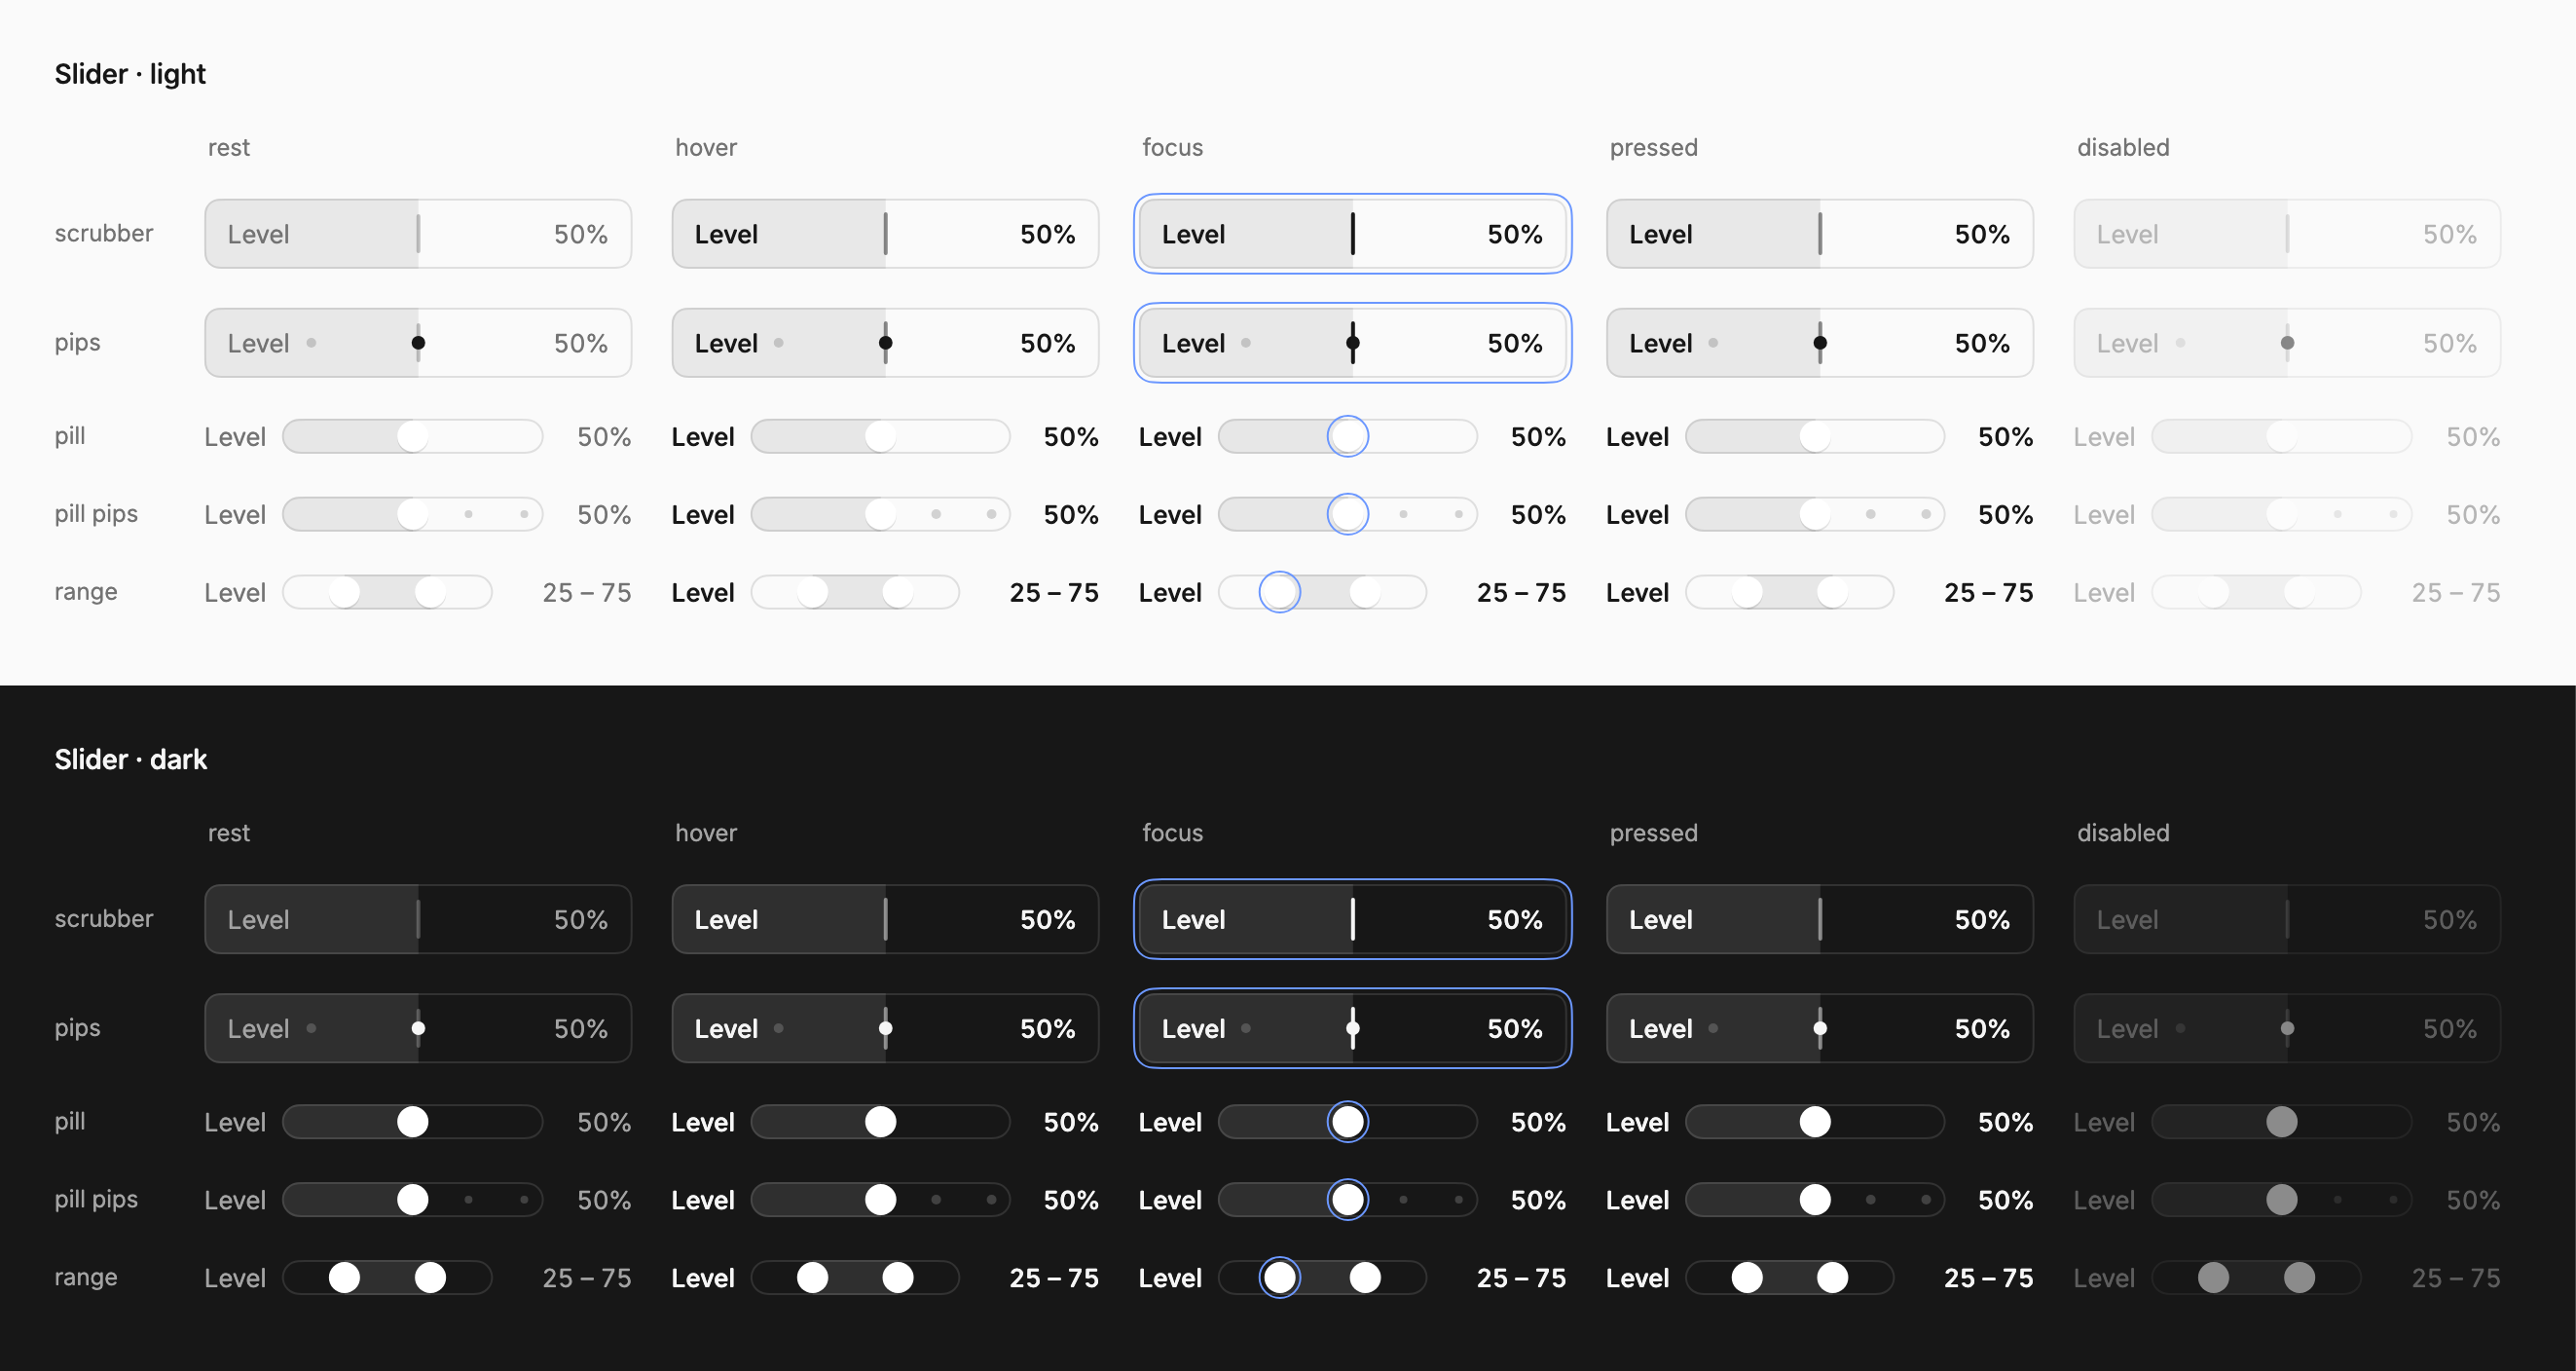 Slider · light
rest hover focus pressed disabled
scrubber Level 50% Level 50% Level 50% Level 50% Level 50%
pips Level 50% Level 50% Level 50% Level 50% Level 50%
pill Level 50% Level 50% Level 50% Level 50% Level 50%
pill pips Level 50% Level 50% Level 50% Level 50% Level 50%
range Level 25 – 75 Level 25 – 75 Level 25 – 75 Level 25 – 75 Level 25 – 75
Slider · dark
rest hover focus pressed disabled
scrubber Level 50% Level 50% Level 50% Level 50% Level 50%
pips Level 50% Level 50% Level 50% Level 50% Level 50%
pill Level 50% Level 50% Level 50% Level 50% Level 50%
pill pips Level 50% Level 50% Level 50% Level 50% Level 50%
range Level 25 – 75 Level 25 – 75 Level 25 – 75 Level 25 – 75 Level 25 – 75